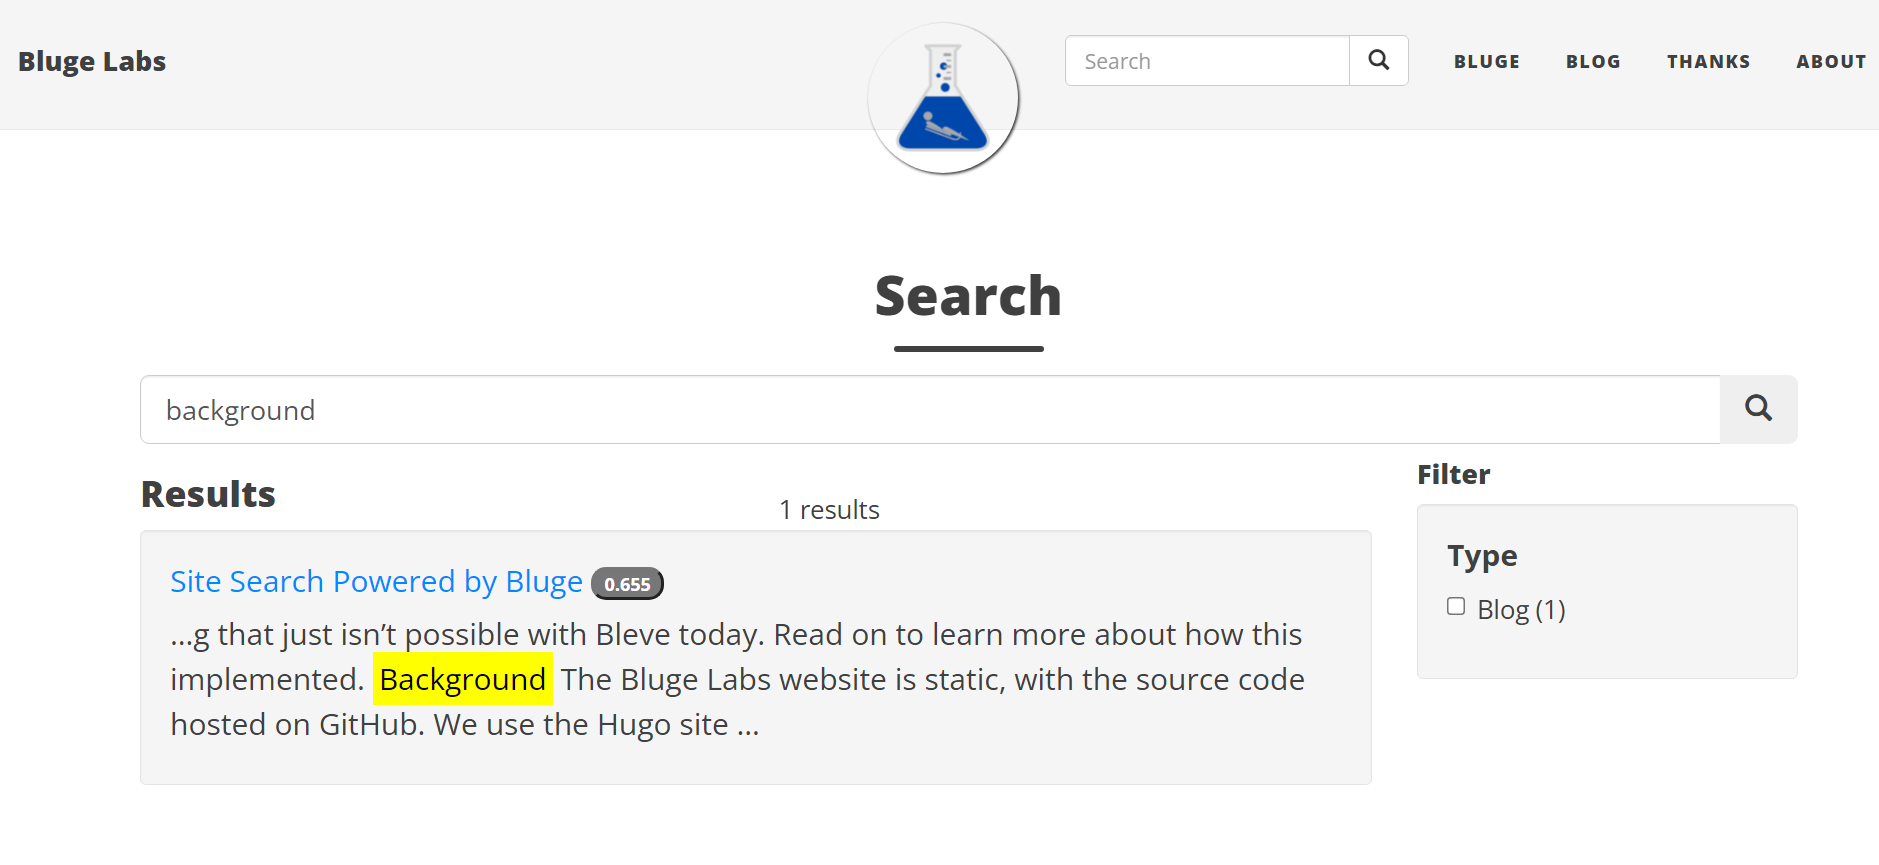 Bluge Labs
Search
BLUGE
BLOG
THANKS
ABOUT
Search
background
Results
1 results
Filter
Site Search Powered by Bluge 0.655
...g that just isn’t possible with Bleve today. Read on to learn more about how this
implemented. Background The Bluge Labs website is static, with the source code
hosted on GitHub. We use the Hugo site ...
Type
Blog (1)